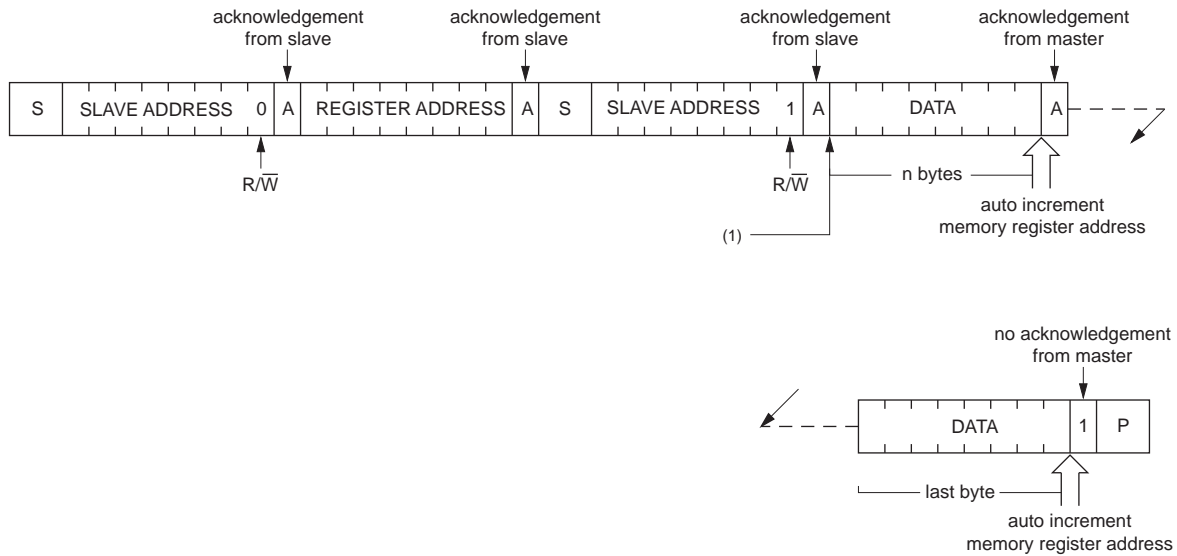 acknowledgement
from slave
acknowledgement
from slave
acknowledgement
from slave
acknowledgement
from master
S SLAVE ADDRESS 0 A REGISTER ADDRESS A S SLAVE ADDRESS 1 A DATA A
R/W̅
R/W̅
n bytes
auto increment
memory register address
(1)
no acknowledgement
from master
DATA 1 P
last byte
auto increment
memory register address